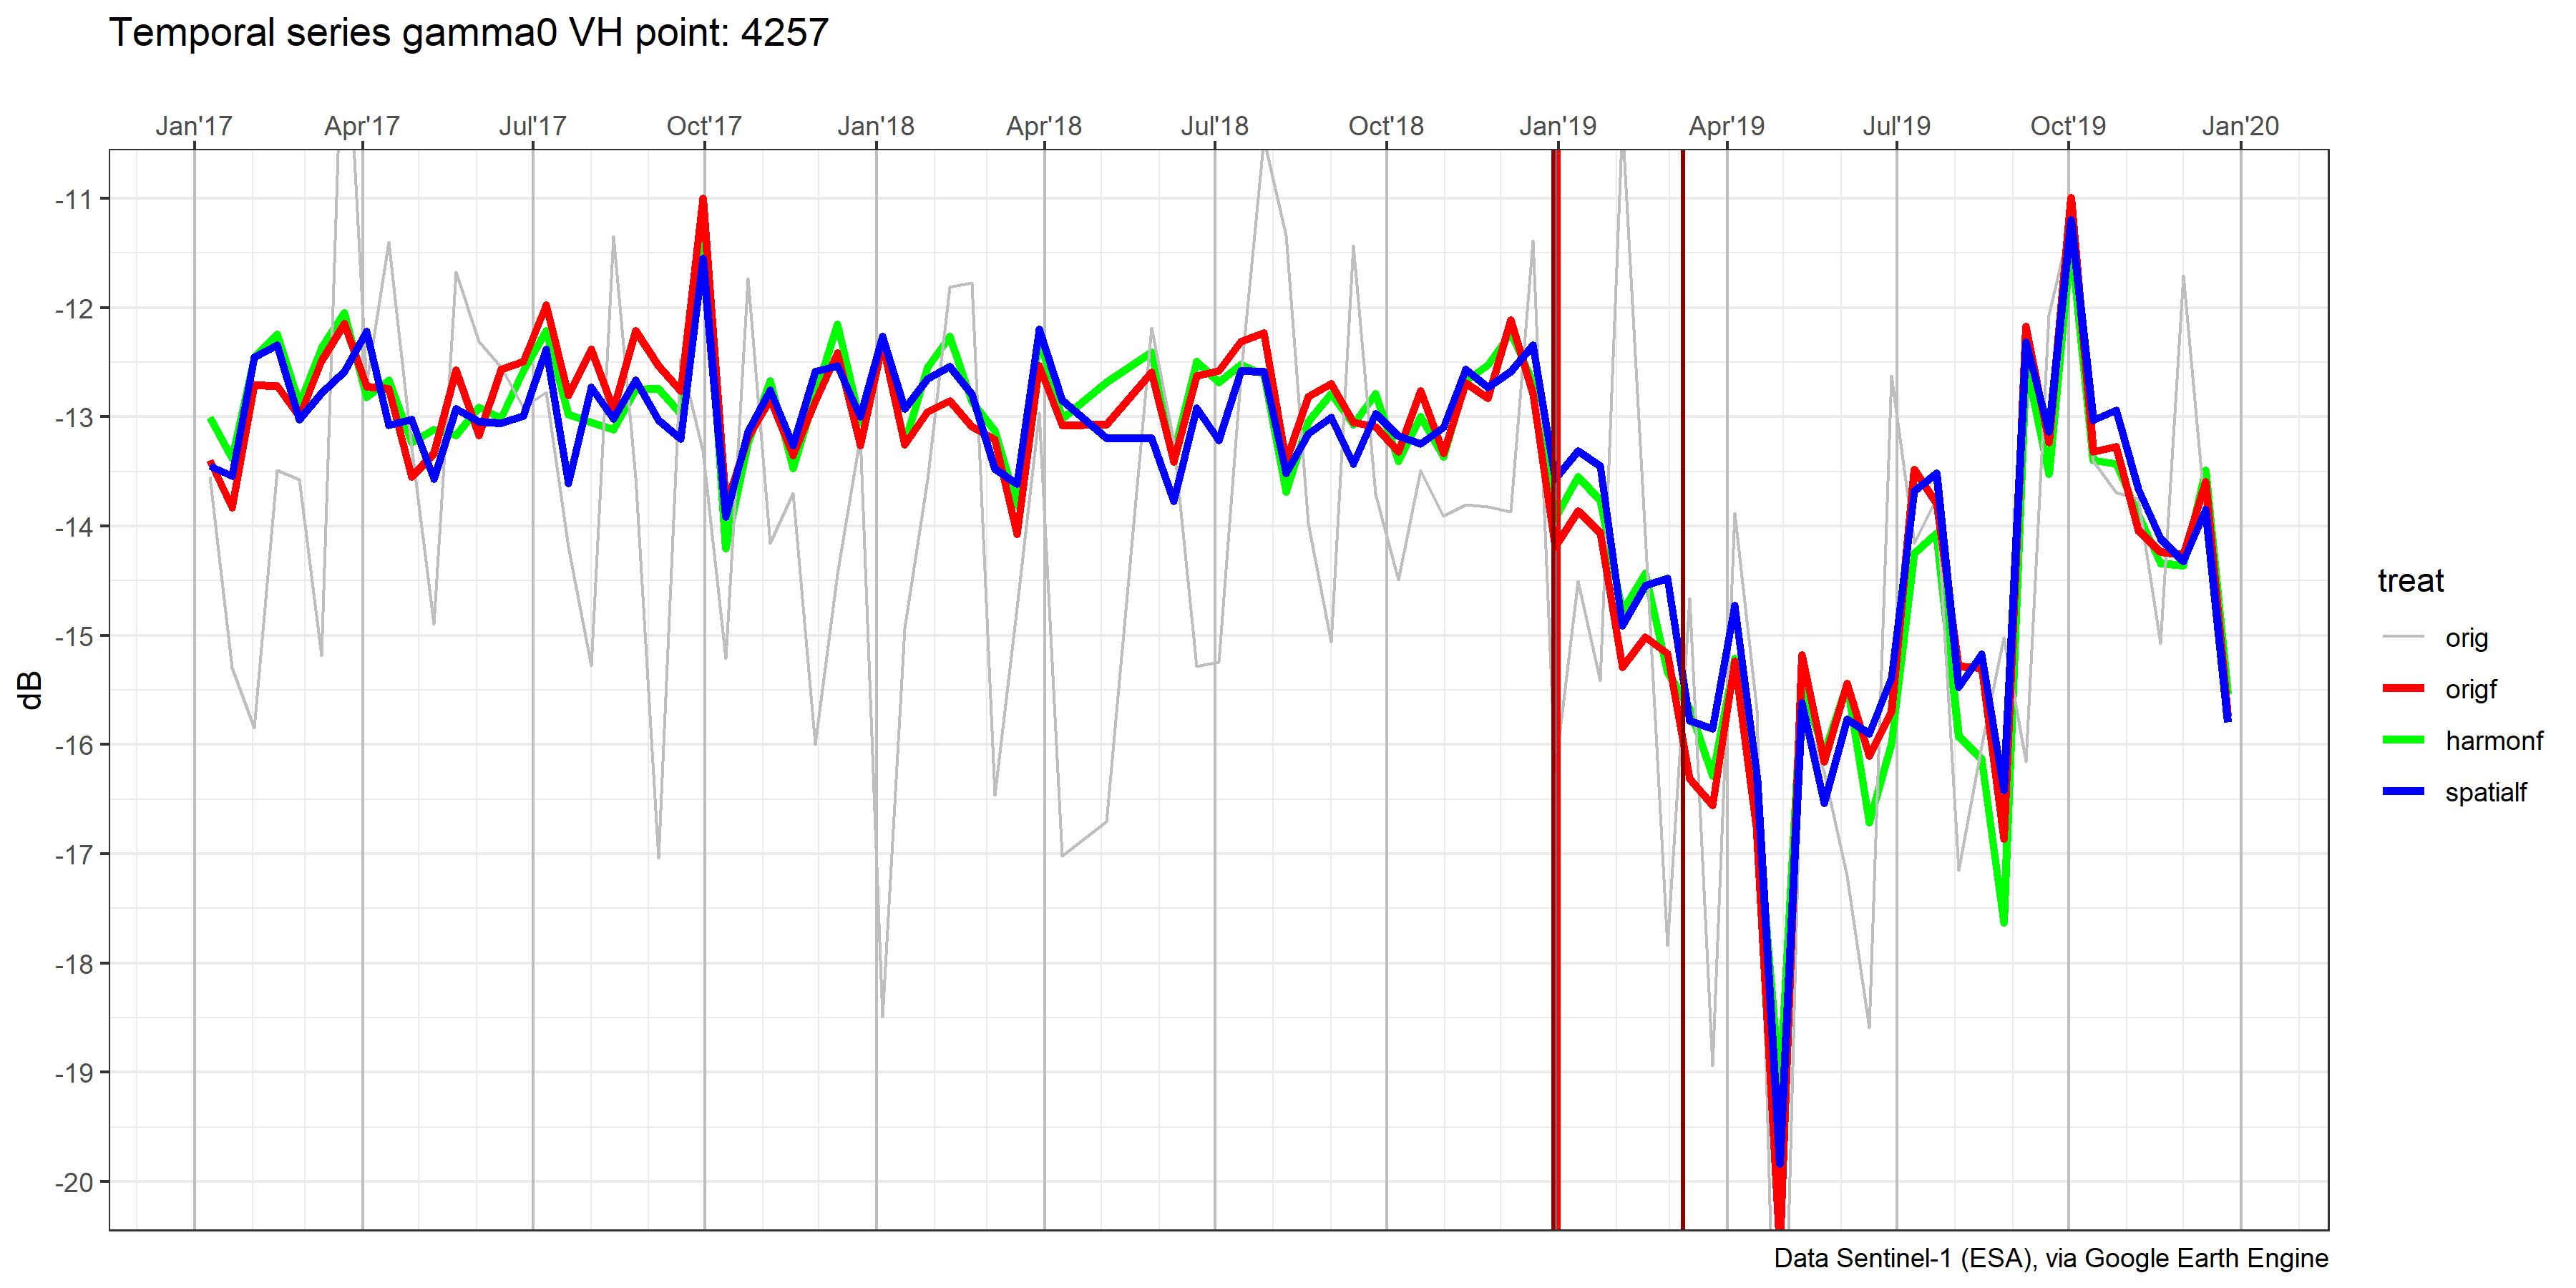 Temporal series gamma0 VH point: 4257
Jan'17 Apr'17 Jul'17 Oct'17 Jan'18 Apr'18 Jul'18 Oct'18 Jan'19 Apr'19 Jul'19 Oct'19 Jan'20
-11
-12
-13
-14
-15
-16
-17
-18
-19
-20
dB
treat
orig
origf
harmonf
spatialf
Data Sentinel-1 (ESA), via Google Earth Engine